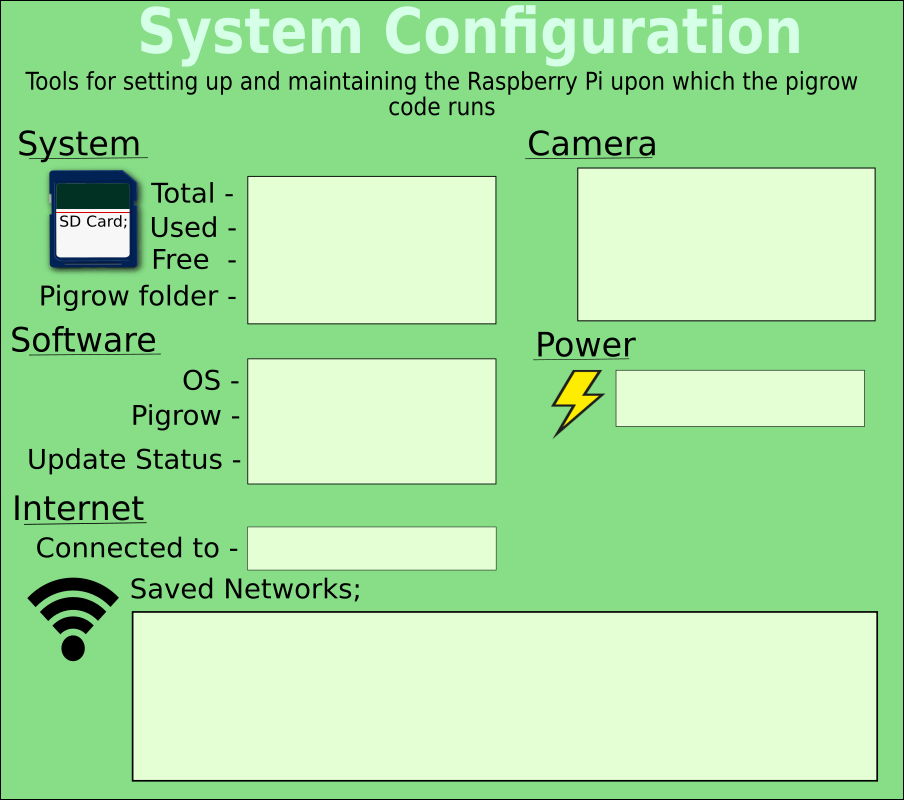 System Configuration
Tools for setting up and maintaining the Raspberry Pi upon which the pigrow
code runs
System
SD Card;
Total -
Used -
Free -
Pigrow folder -
Camera
Software
OS -
Pigrow -
Update Status -
Power
Internet
Connected to -
Saved Networks;